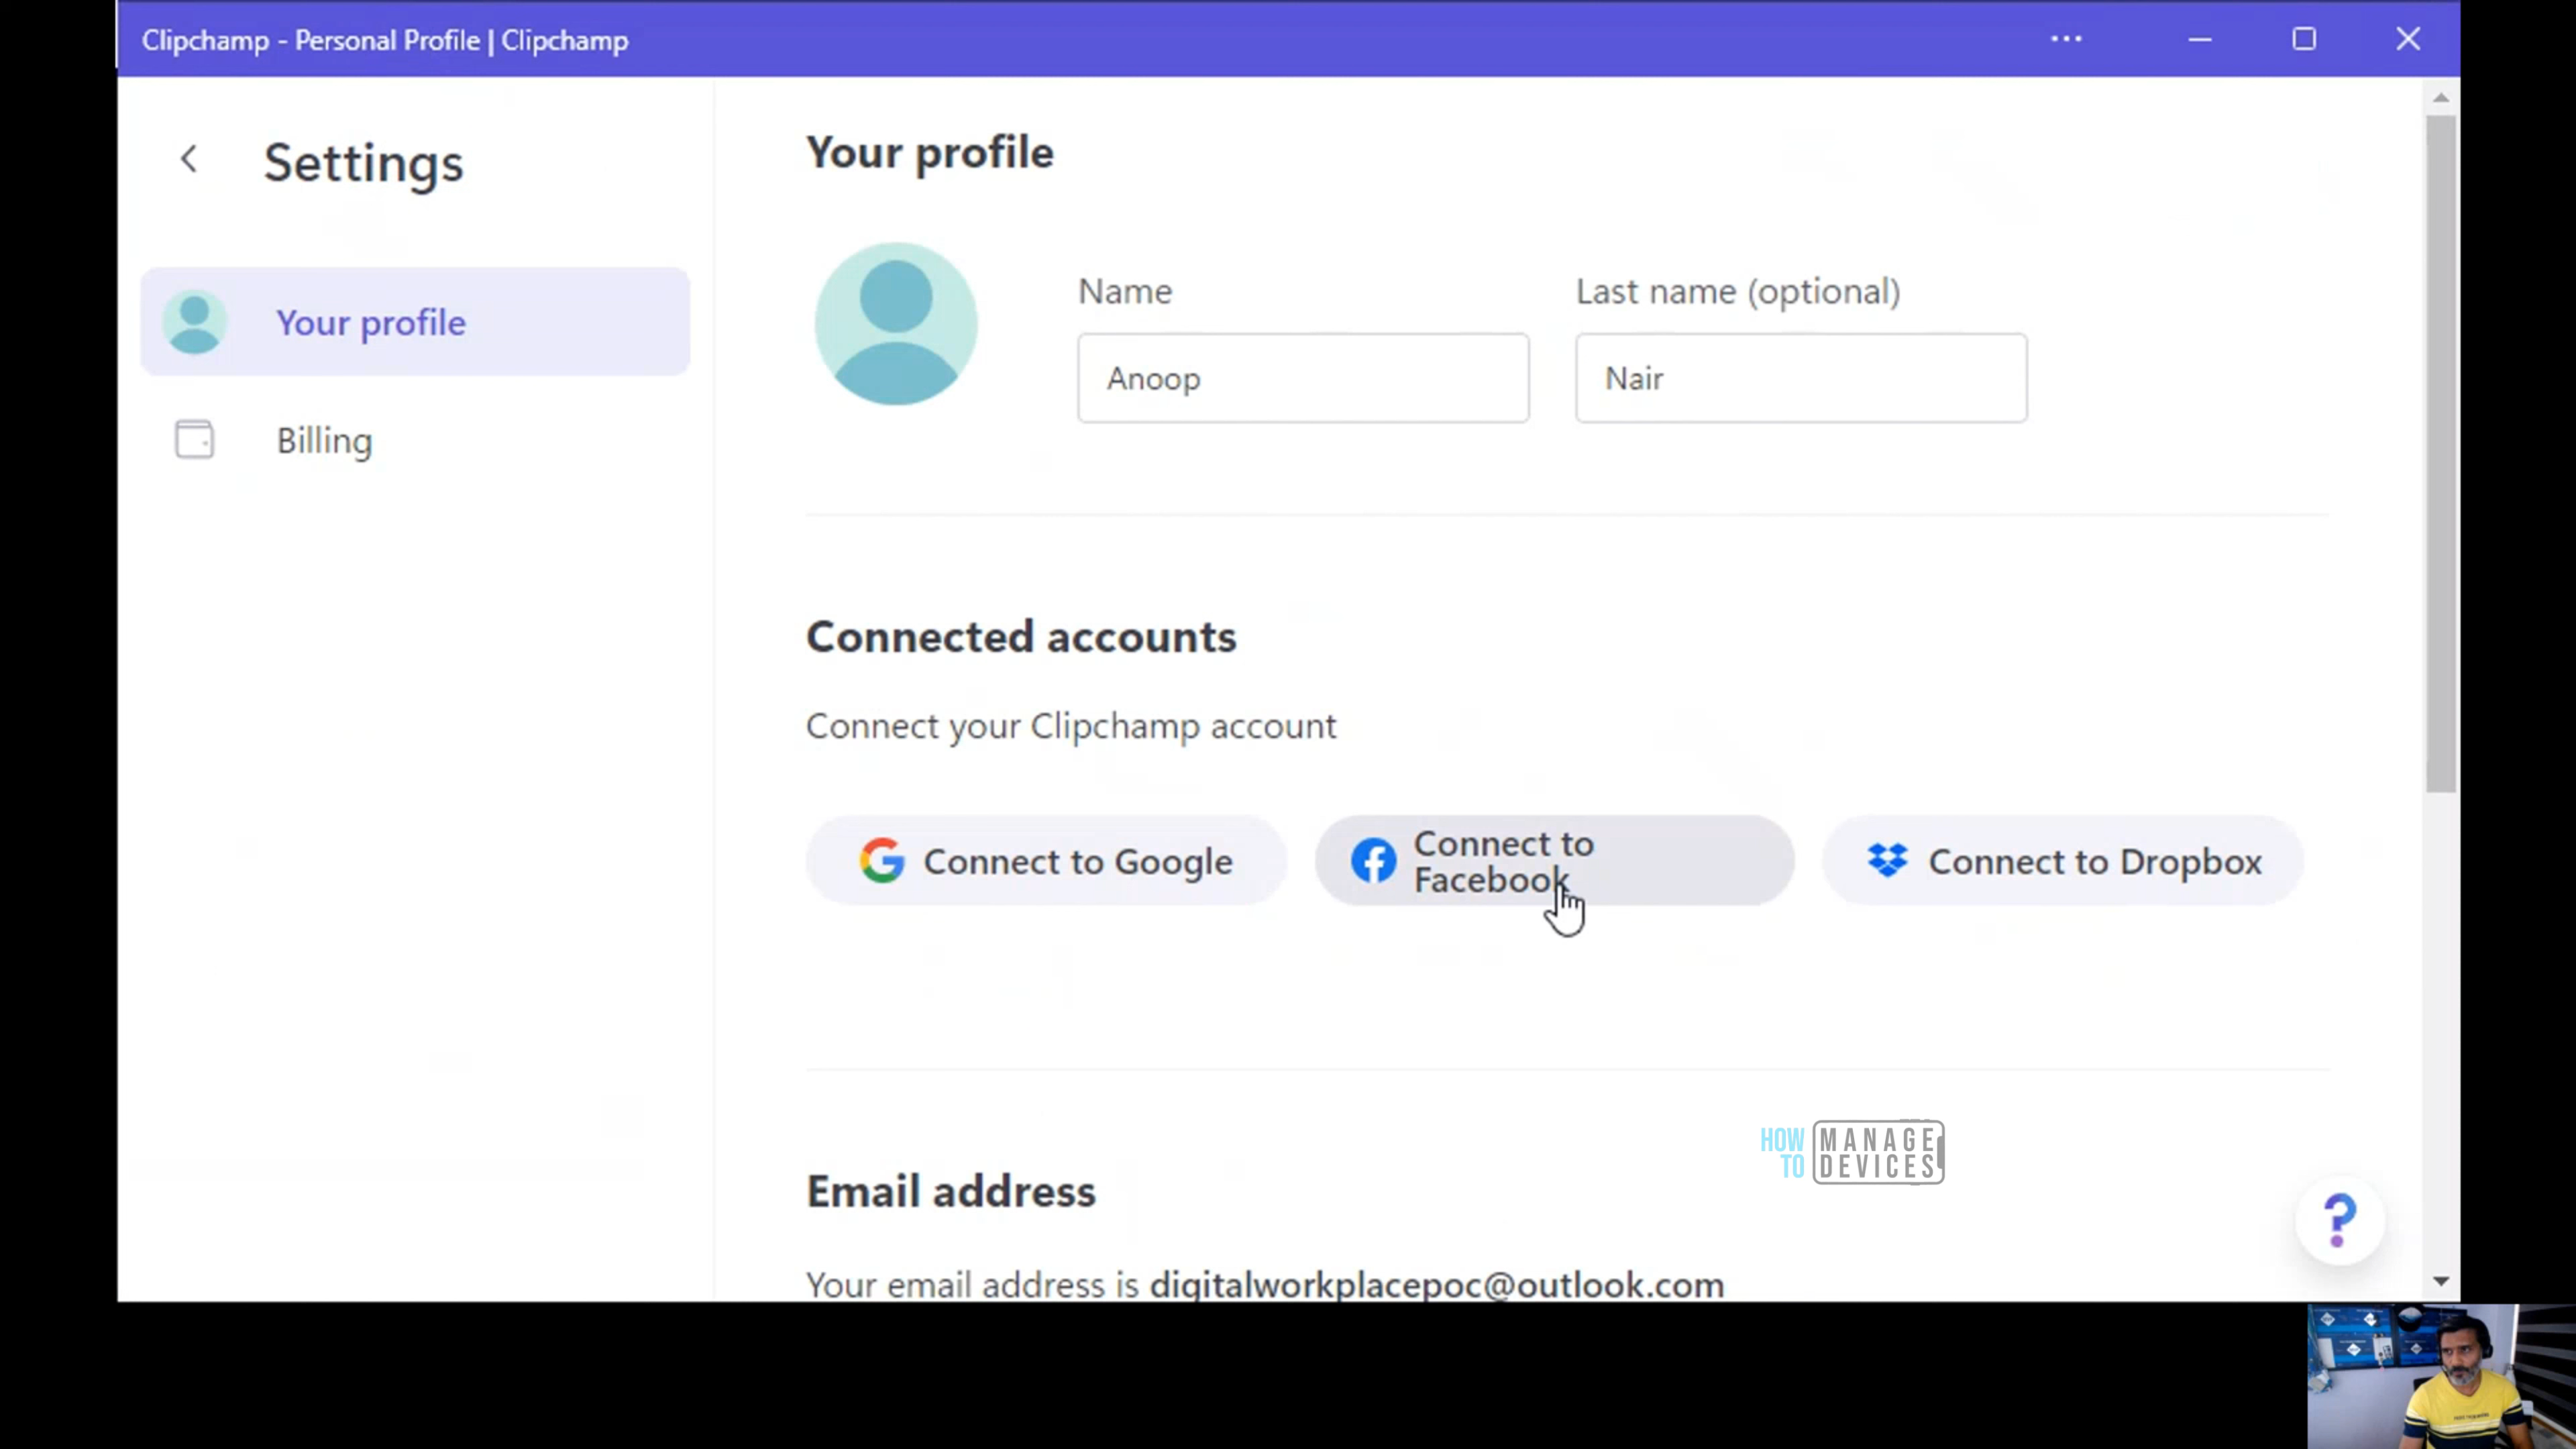 Clipchamp - Personal Profile | Clipchamp
Settings
Your profile
Billing
Your profile
Name
Last name (optional)
Anoop
Nair
Connected accounts
Connect your Clipchamp account
Connect to Google
Connect to
Facebook
Connect to Dropbox
HOW
TO
MANAGE
DEVICES
Email address
Your email address is digitalworkplacepoc@outlook.com